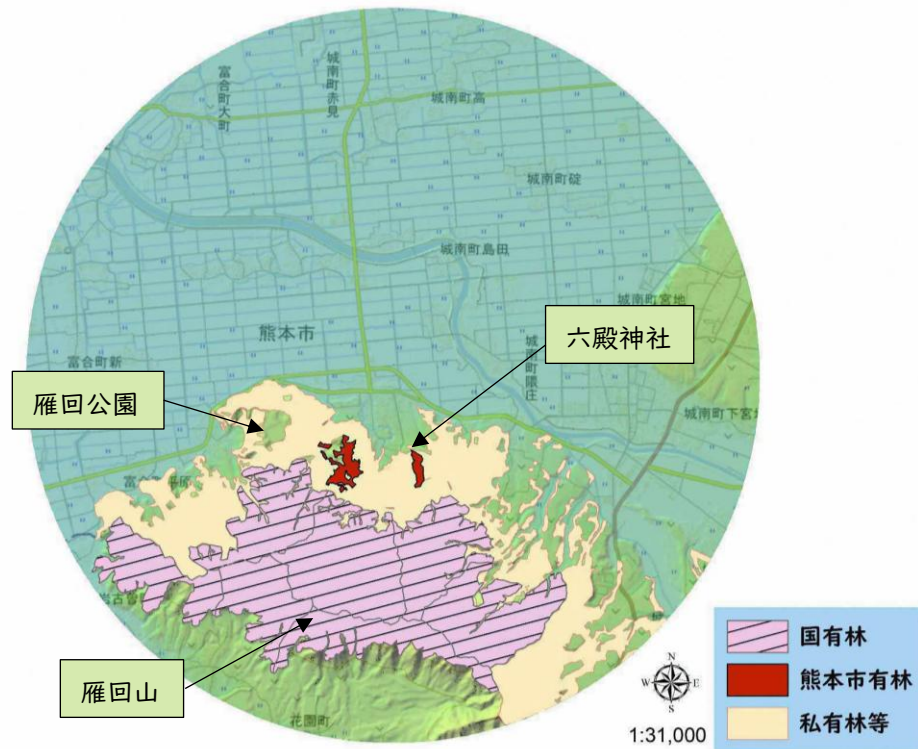 富合町大町
城南町赤見
城南町高
城南町碇
城南町島田
城南町宮地
熊本市
六殿神社
富合町新
城南町隈庄
雁回公園
城南町下宮地
国有林
熊本市有林
私有林等
雁回山
花園町
N
W
E
S
1:31,000